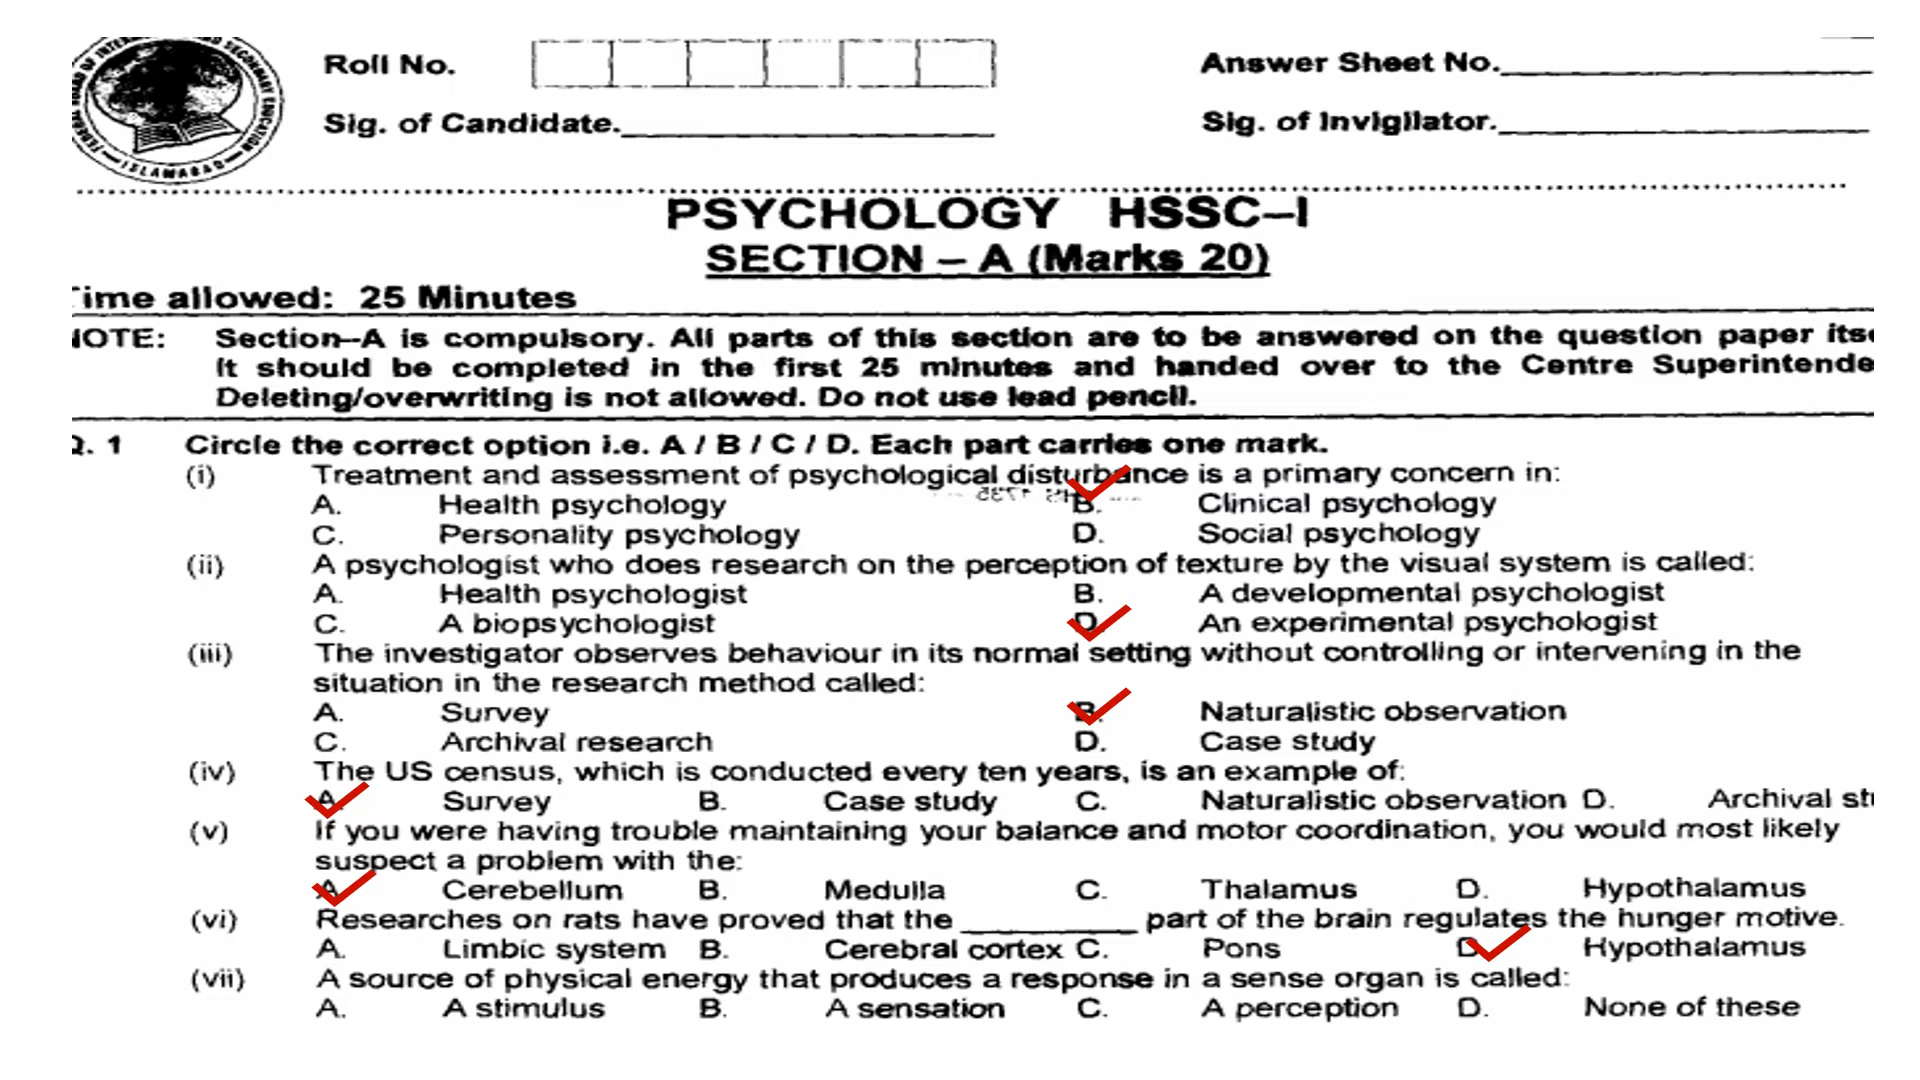 FEDERAL BOARD OF INTERMEDIATE AND SECONDARY EDUCATION
ISLAMABAD
Roll No.
Answer Sheet No.
Sig. of Candidate.
Sig. of Invigilator.
PSYCHOLOGY HSSC–I
SECTION – A (Marks 20)
ime allowed: 25 Minutes
OTE: Section–A is compulsory. All parts of this section are to be answered on the question paper itse
It should be completed in the first 25 minutes and handed over to the Centre Superintende
Deleting/overwriting is not allowed. Do not use lead pencil.
Q. 1 Circle the correct option i.e. A / B / C / D. Each part carries one mark.
(i) Treatment and assessment of psychological disturbance is a primary concern in:
A. Health psychology B. Clinical psychology
C. Personality psychology D. Social psychology
(ii) A psychologist who does research on the perception of texture by the visual system is called:
A. Health psychologist B. A developmental psychologist
C. A biopsychologist D. An experimental psychologist
(iii) The investigator observes behaviour in its normal setting without controlling or intervening in the
situation in the research method called:
A. Survey B. Naturalistic observation
C. Archival research D. Case study
(iv) The US census, which is conducted every ten years, is an example of:
A. Survey B. Case study C. Naturalistic observation D. Archival st
(v) If you were having trouble maintaining your balance and motor coordination, you would most likely
suspect a problem with the:
A. Cerebellum B. Medulla C. Thalamus D. Hypothalamus
(vi) Researches on rats have proved that the __________ part of the brain regulates the hunger motive.
A. Limbic system B. Cerebral cortex C. Pons D. Hypothalamus
(vii) A source of physical energy that produces a response in a sense organ is called:
A. A stimulus B. A sensation C. A perception D. None of these